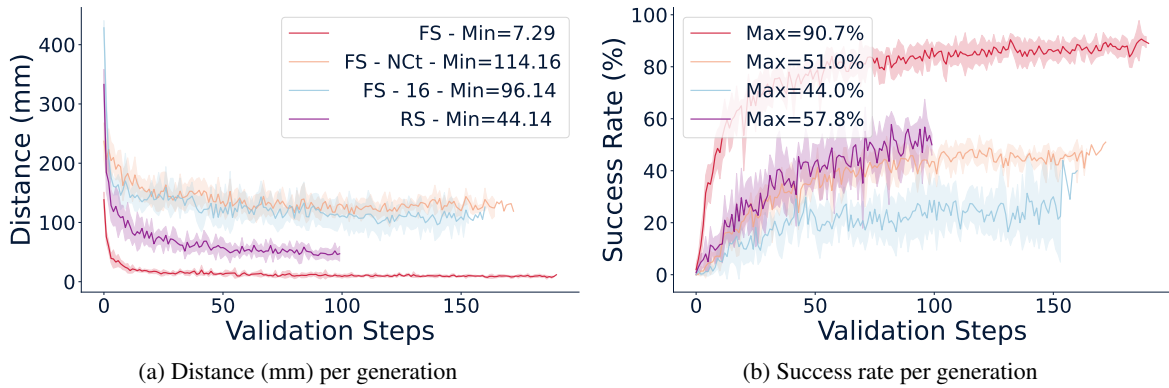 FS - Min=7.29
FS - NCt - Min=114.16
FS - 16 - Min=96.14
RS - Min=44.14
Distance (mm)
400
300
200
100
0
0 50 100 150
Validation Steps
(a) Distance (mm) per generation
Max=90.7%
Max=51.0%
Max=44.0%
Max=57.8%
Success Rate (%)
100
80
60
40
20
0
0 50 100 150
Validation Steps
(b) Success rate per generation